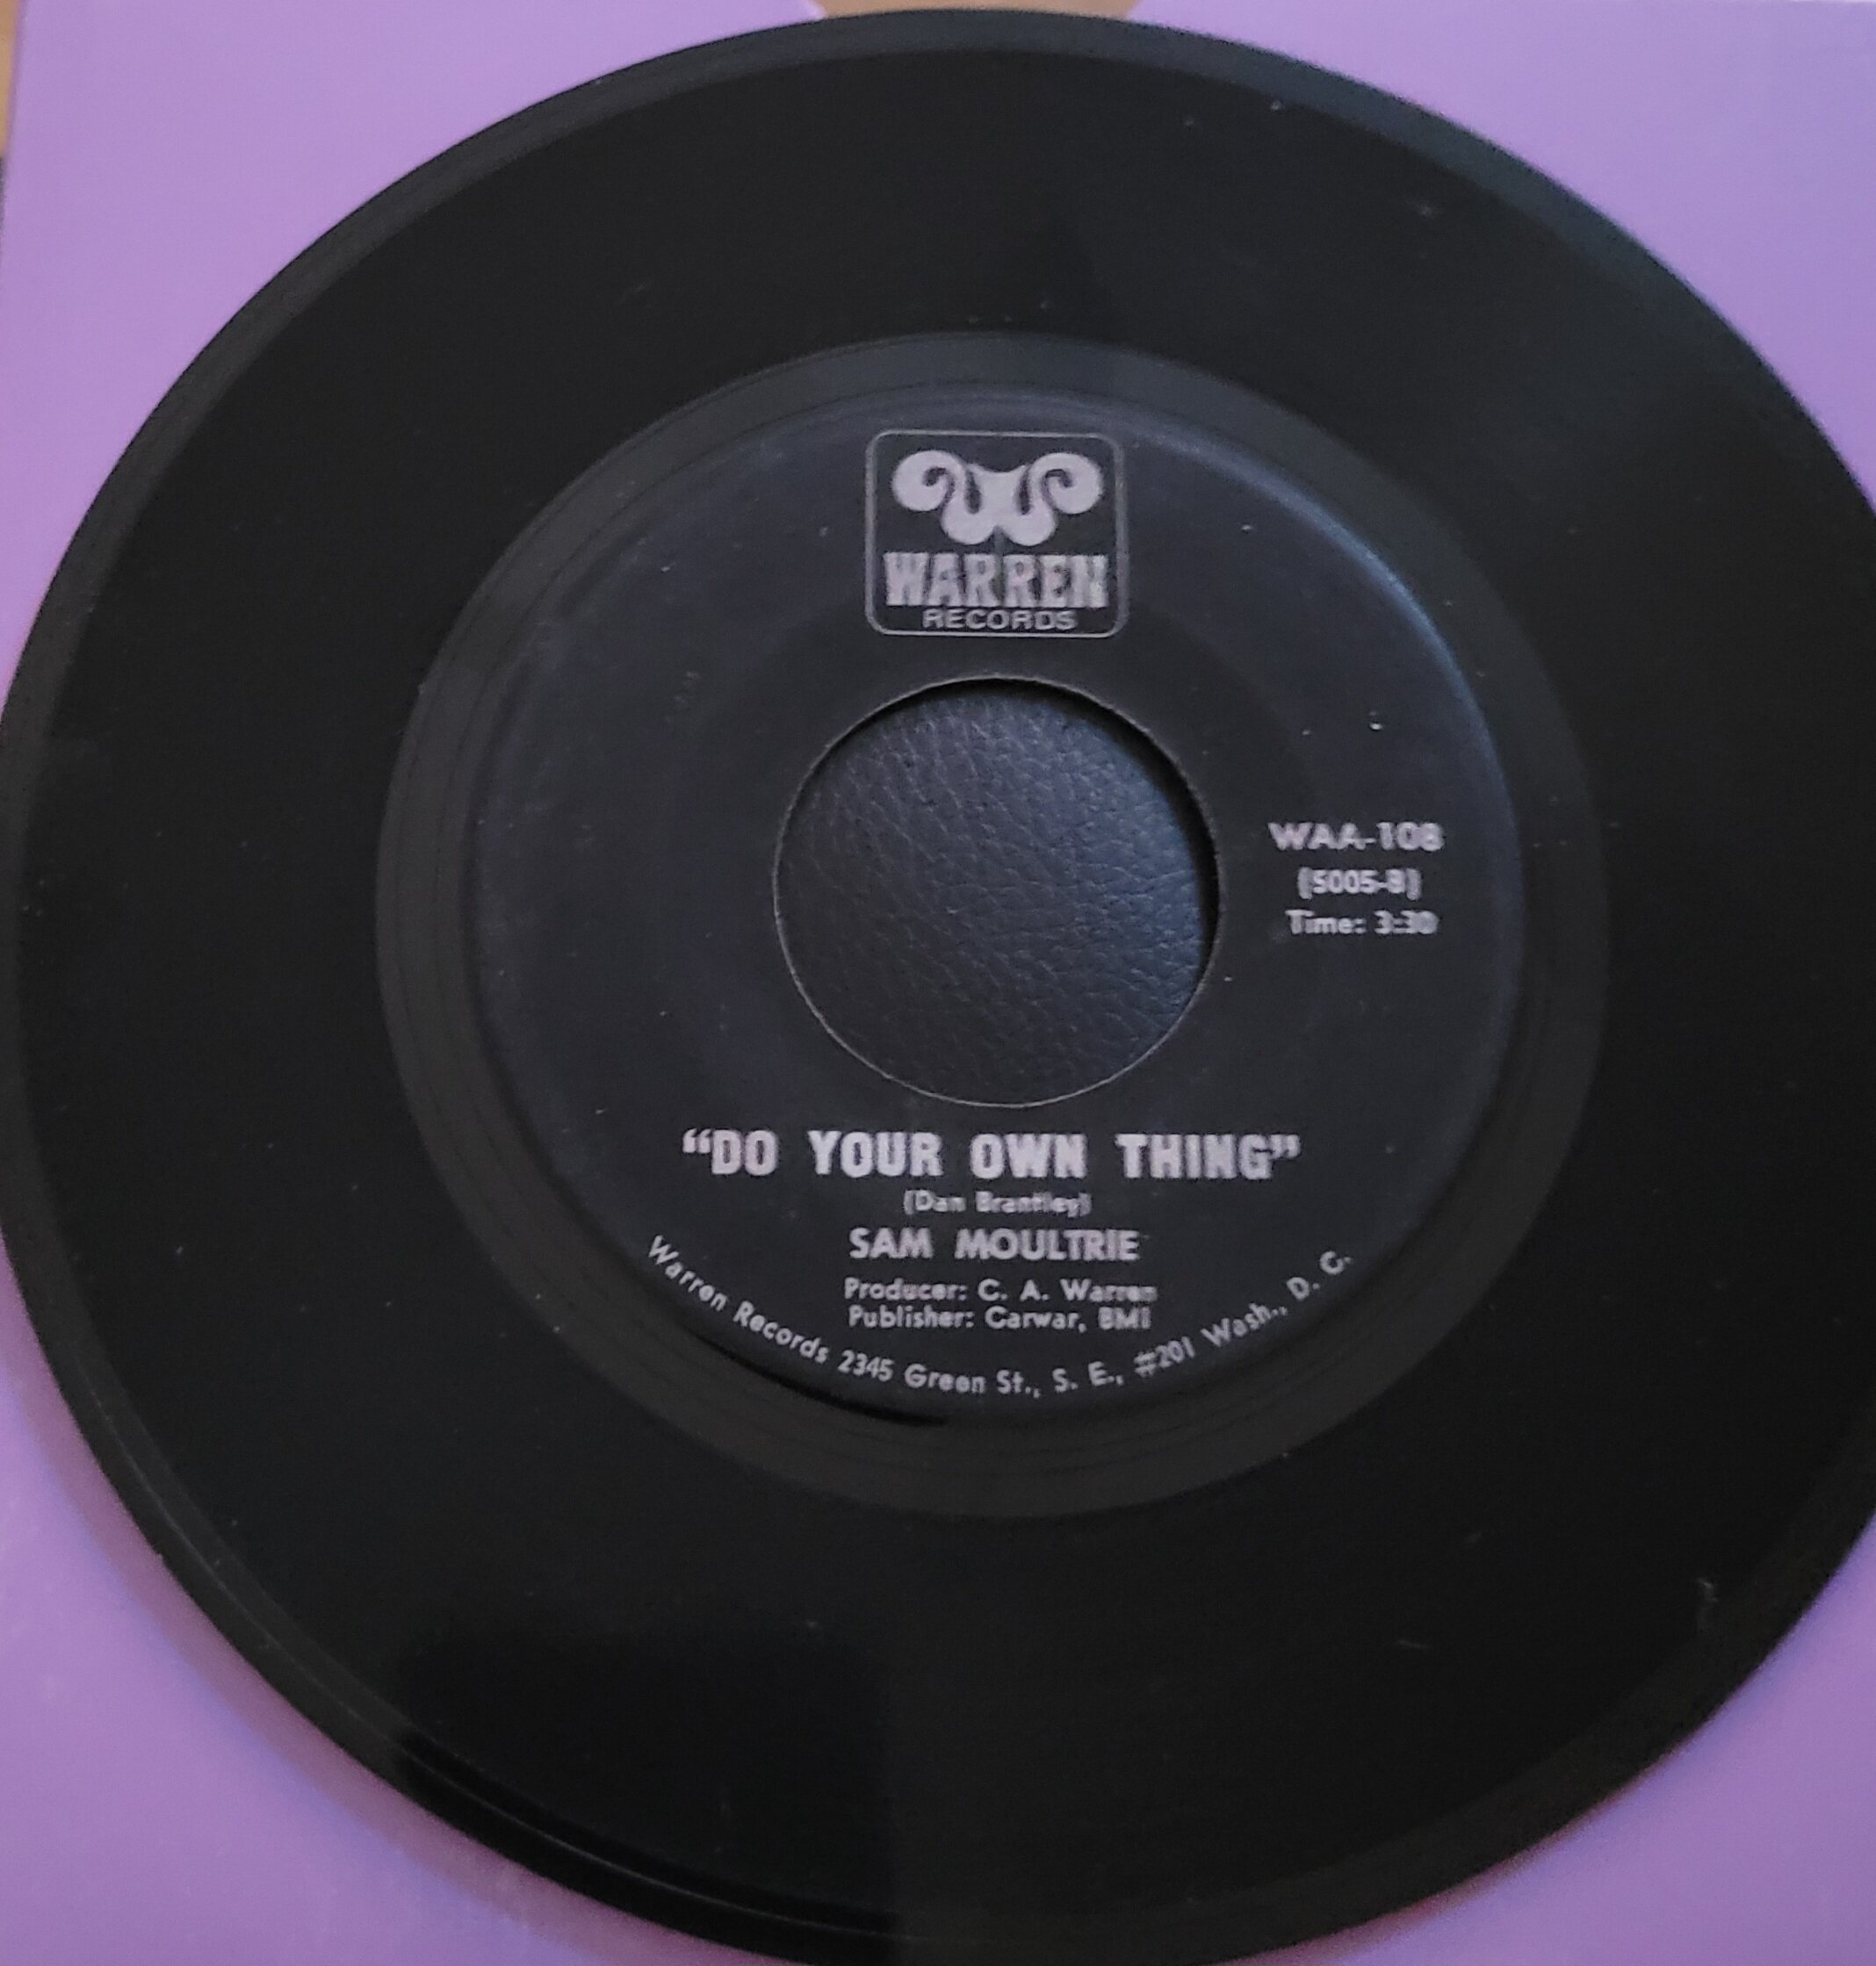 WARREN
RECORDS
WAA-108
(5005-B)
Time: 3:30
“DO YOUR OWN THING”
(Dan Brantley)
SAM MOULTRIE
Producer: C. A. Warren
Publisher: Carwar, BMI
Warren Records 2345 Green St., S. E., #201 Wash., D. C.